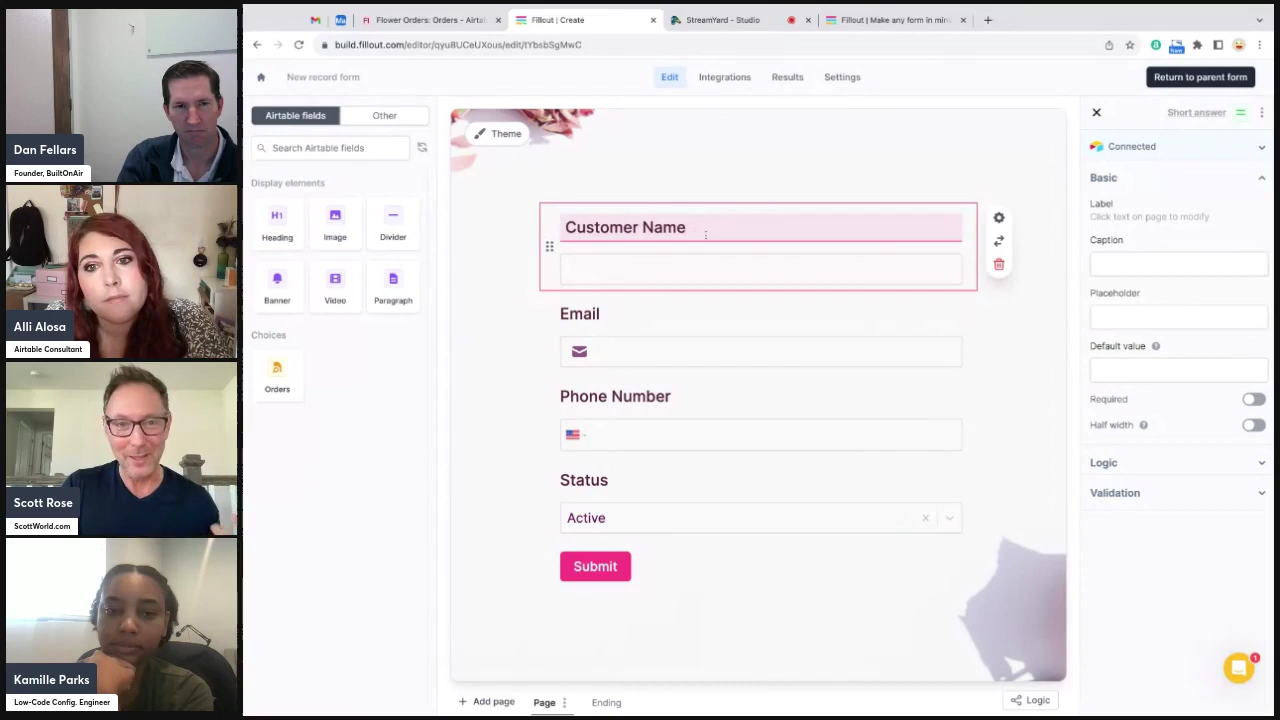 Dan Fellars
Founder, BuiltOnAir
Alli Alosa
Airtable Consultant
Scott Rose
ScottWorld.com
Kamille Parks
Low-Code Config. Engineer
Flower Orders: Orders - Airtab
Fillout | Create
StreamYard - Studio
Fillout | Make any form in min
build.fillout.com/editor/qyu8UCeUXous/edit/tYbsbSgMwC
New
New record form
Edit
Integrations
Results
Settings
Return to parent form
Airtable fields
Other
Search Airtable fields
Display elements
H1
Heading
Image
Divider
Banner
Video
Paragraph
Choices
Orders
Theme
Customer Name
Email
Phone Number
Status
Active
Submit
Add page
Page
Ending
Logic
Short answer
Connected
Basic
Label
Click text on page to modify
Caption
Placeholder
Default value
Required
Half width
Logic
Validation
1